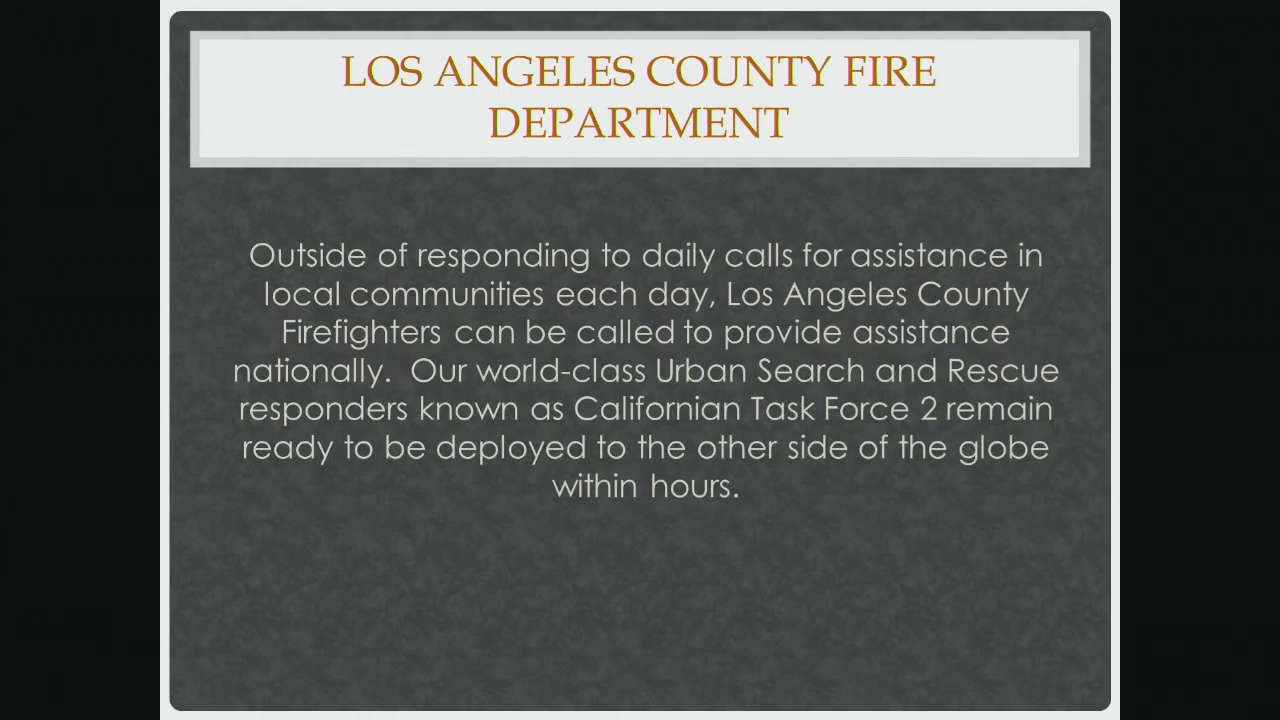 LOS ANGELES COUNTY FIRE
DEPARTMENT
Outside of responding to daily calls for assistance in
local communities each day, Los Angeles County
Firefighters can be called to provide assistance
nationally.  Our world-class Urban Search and Rescue
responders known as Californian Task Force 2 remain
ready to be deployed to the other side of the globe
within hours.